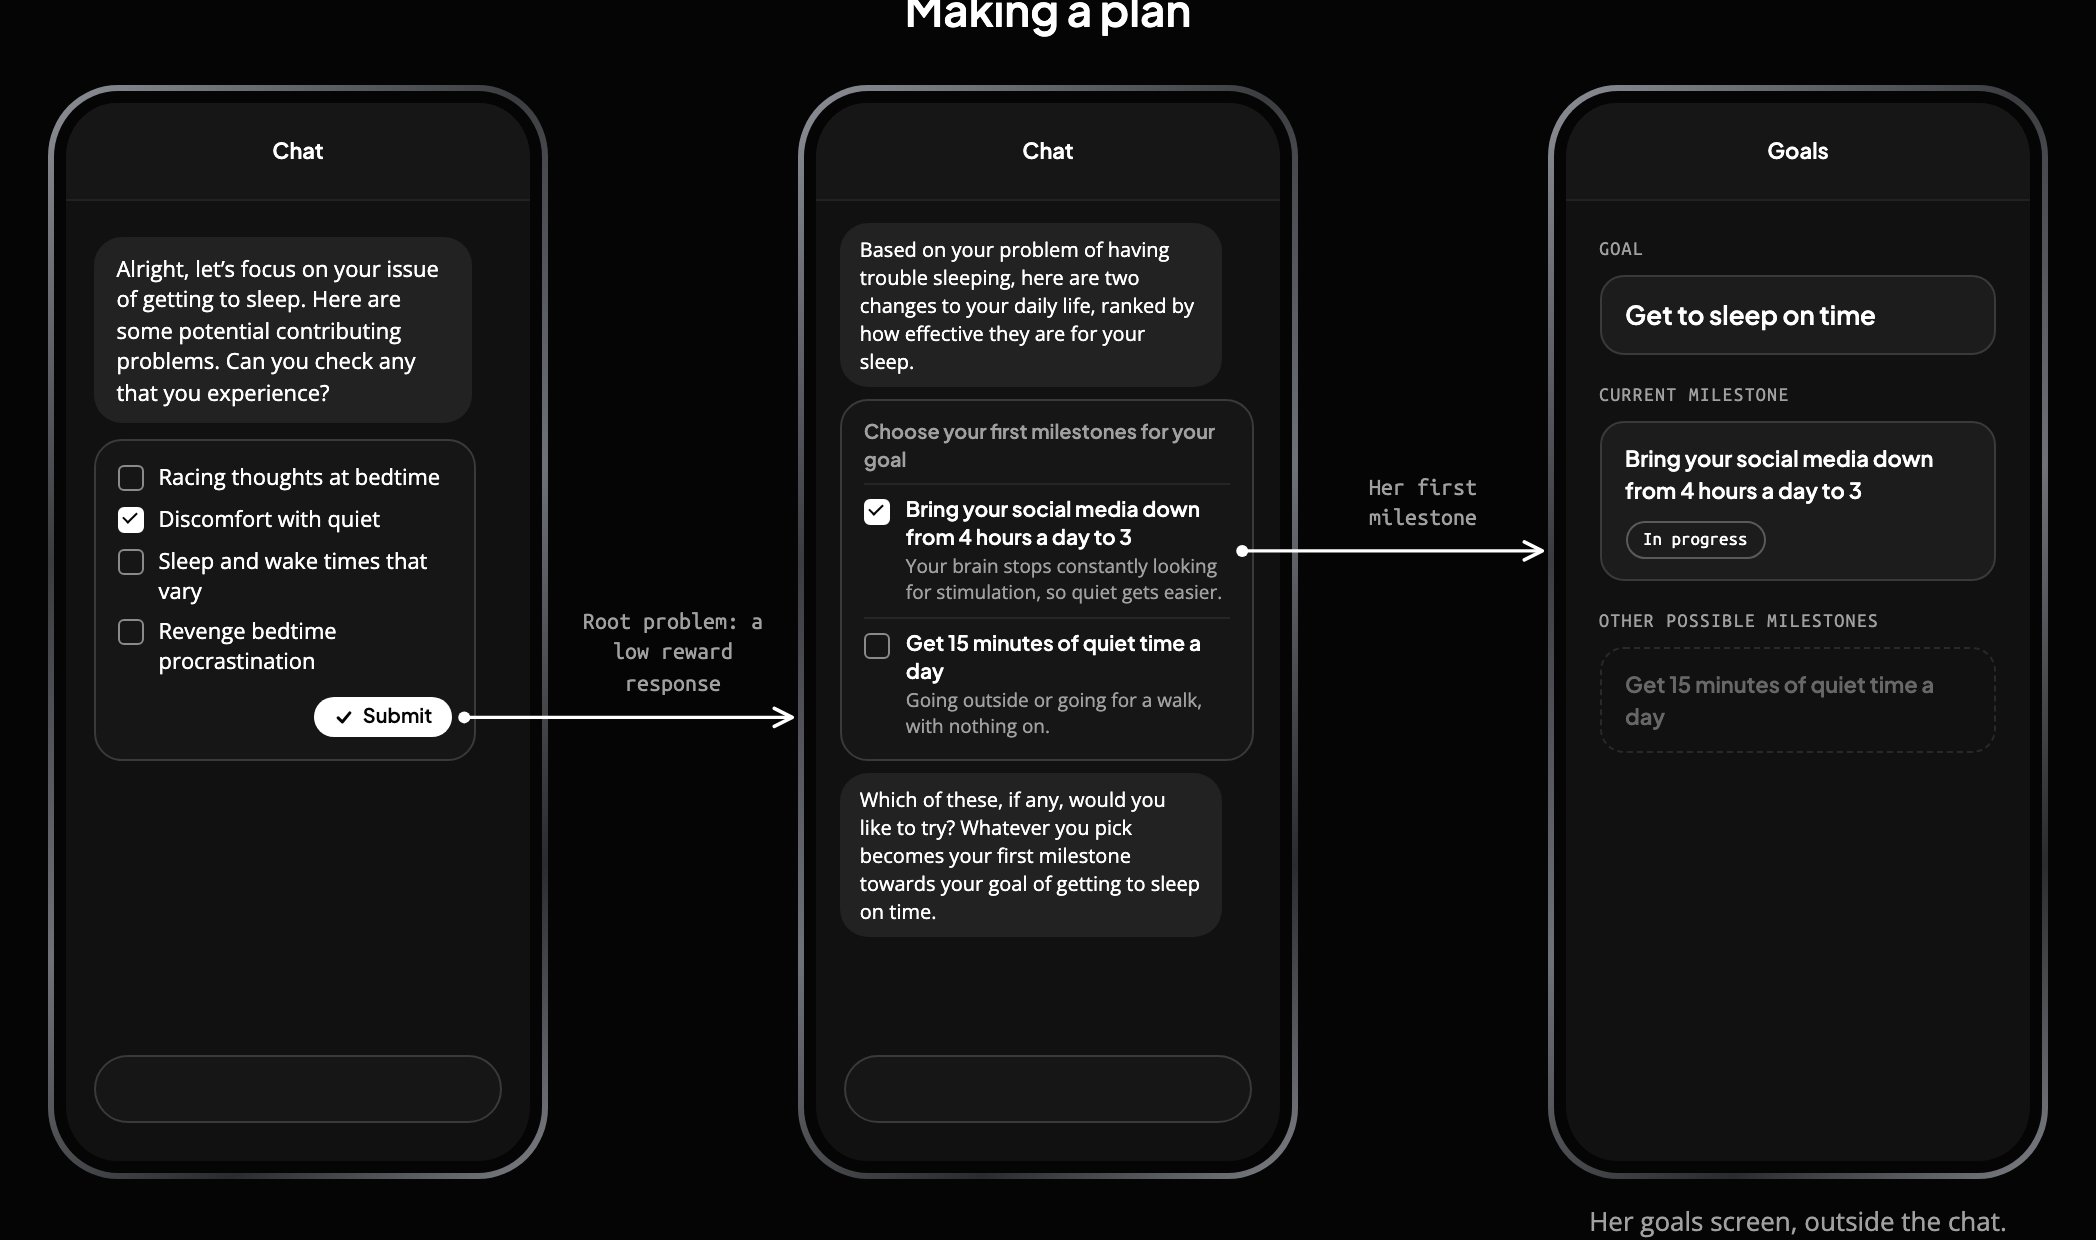 Making a plan
Chat
Alright, let’s focus on your issue
of getting to sleep. Here are
some potential contributing
problems. Can you check any
that you experience?
Racing thoughts at bedtime
Discomfort with quiet
Sleep and wake times that
vary
Revenge bedtime
procrastination
Submit
Root problem: a
low reward
response
Chat
Based on your problem of having
trouble sleeping, here are two
changes to your daily life, ranked by
how effective they are for your
sleep.
Choose your first milestones for your
goal
Bring your social media down
from 4 hours a day to 3
Your brain stops constantly looking
for stimulation, so quiet gets easier.
Get 15 minutes of quiet time a
day
Going outside or going for a walk,
with nothing on.
Which of these, if any, would you
like to try? Whatever you pick
becomes your first milestone
towards your goal of getting to sleep
on time.
Her first
milestone
Goals
GOAL
Get to sleep on time
CURRENT MILESTONE
Bring your social media down
from 4 hours a day to 3
In progress
OTHER POSSIBLE MILESTONES
Get 15 minutes of quiet time a
day
Her goals screen, outside the chat.